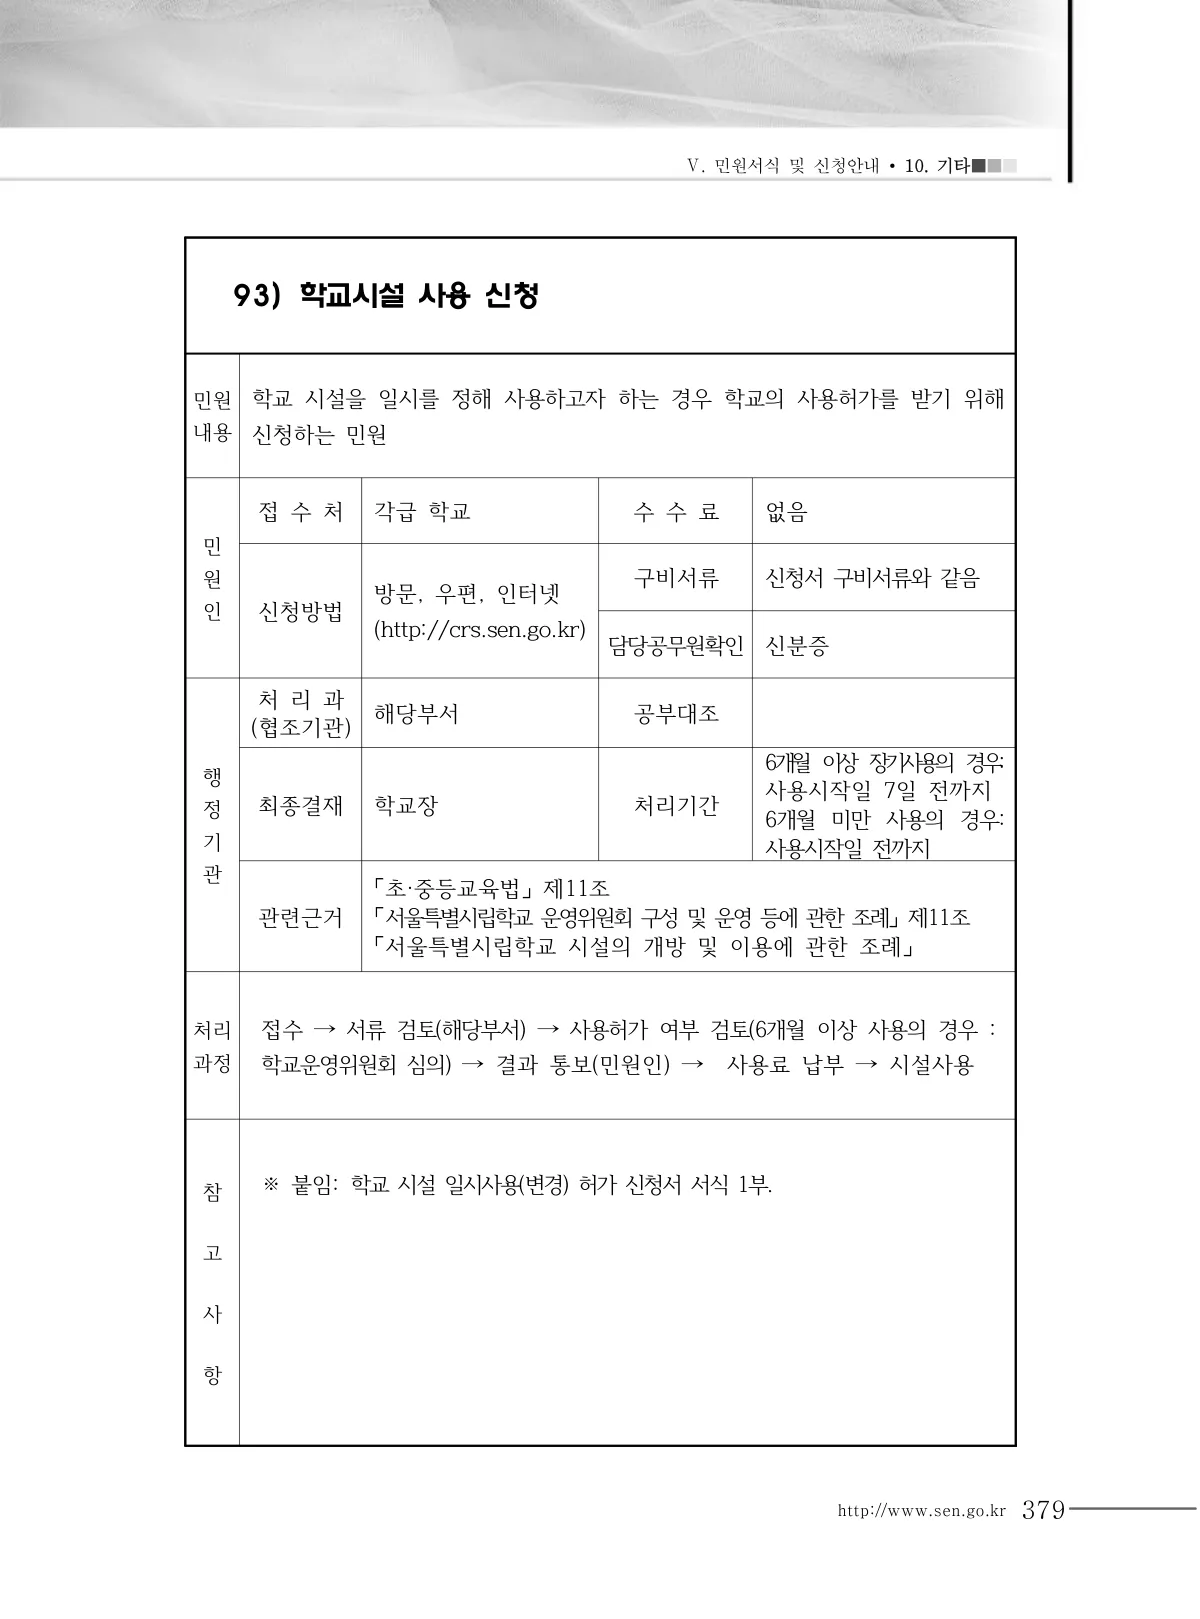 Ⅴ. 민원서식 및 신청안내 • 10. 기타
93) 학교시설 사용 신청
민원
내용
학교 시설을 일시를 정해 사용하고자 하는 경우 학교의 사용허가를 받기 위해
신청하는 민원
민
원
인
접 수 처
각급 학교
수 수 료
없음
신청방법
방문, 우편, 인터넷
(http://crs.sen.go.kr)
구비서류
신청서 구비서류와 같음
담당공무원확인
신분증
행
정
기
관
처 리 과
(협조기관)
해당부서
공부대조
최종결재
학교장
처리기간
6개월 이상 장기사용의 경우:
사용시작일 7일 전까지
6개월 미만 사용의 경우:
사용시작일 전까지
관련근거
「초·중등교육법」제11조
「서울특별시립학교 운영위원회 구성 및 운영 등에 관한 조례」제11조
「서울특별시립학교 시설의 개방 및 이용에 관한 조례」
처리
과정
접수 → 서류 검토(해당부서) → 사용허가 여부 검토(6개월 이상 사용의 경우 :
학교운영위원회 심의) → 결과 통보(민원인) → 사용료 납부 → 시설사용
참
고
사
항
※ 붙임: 학교 시설 일시사용(변경) 허가 신청서 서식 1부.
http://www.sen.go.kr 379